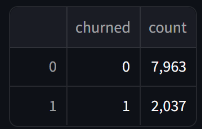 churned count
0 0 7,963
1 1 2,037